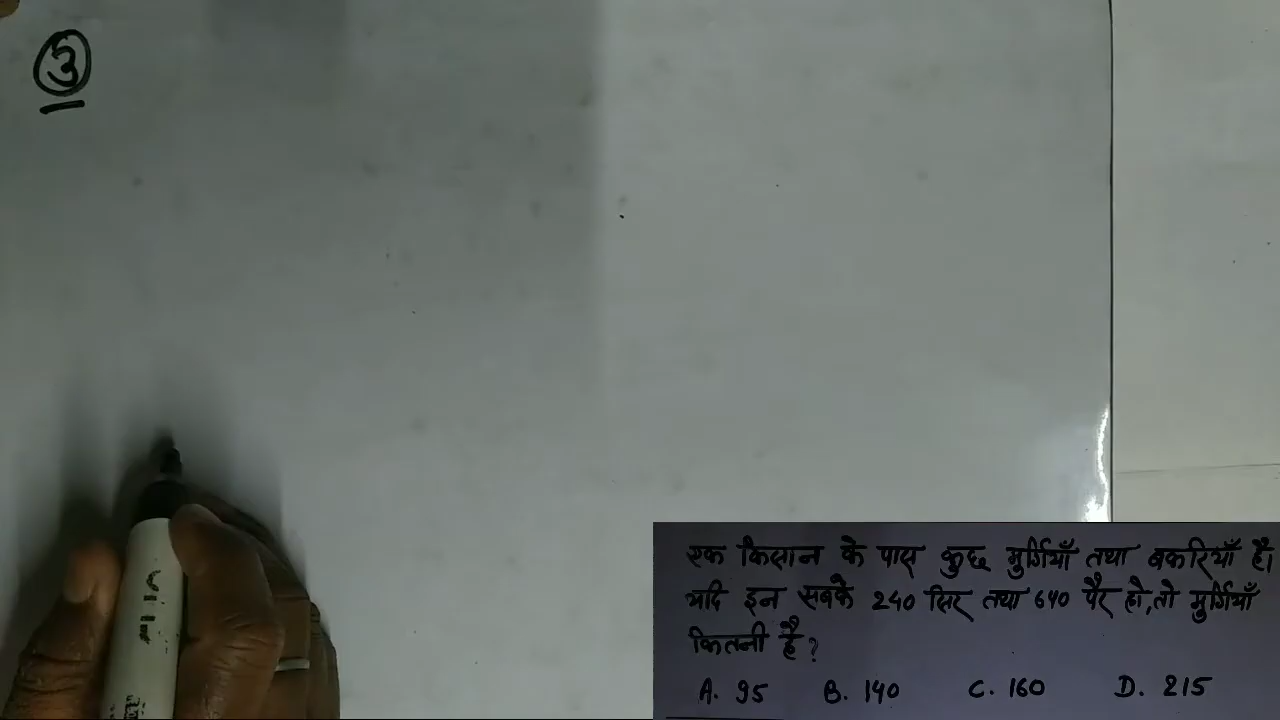 3
एक किसान के पास कुछ मुर्गियाँ तथा बकरियाँ हैं।
यदि इन सबके 240 सिर तथा 640 पैर हो, तो मुर्गियाँ
कितनी है?
A. 95 B. 140 C. 160 D. 215